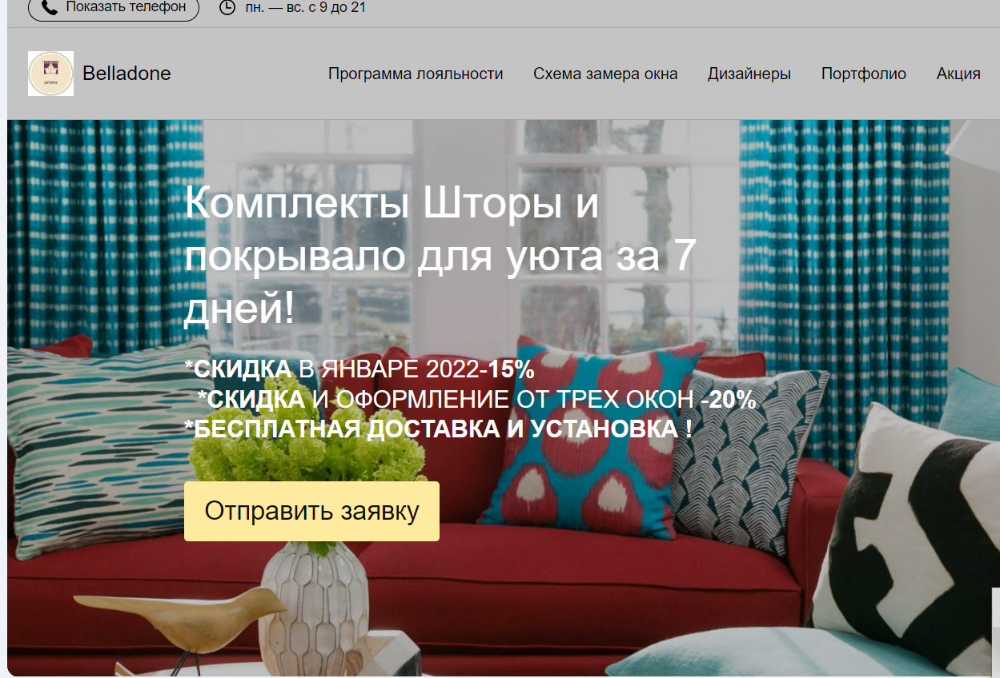 Показать телефон пн. — вс. с 9 до 21
ШТОРЫ
Belladone Программа лояльности Схема замера окна Дизайнеры Портфолио Акция
Комплекты Шторы и
покрывало для уюта за 7
дней!
*СКИДКА В ЯНВАРЕ 2022-15%
*СКИДКА И ОФОРМЛЕНИЕ ОТ ТРЕХ ОКОН -20%
*БЕСПЛАТНАЯ ДОСТАВКА И УСТАНОВКА !
Отправить заявку